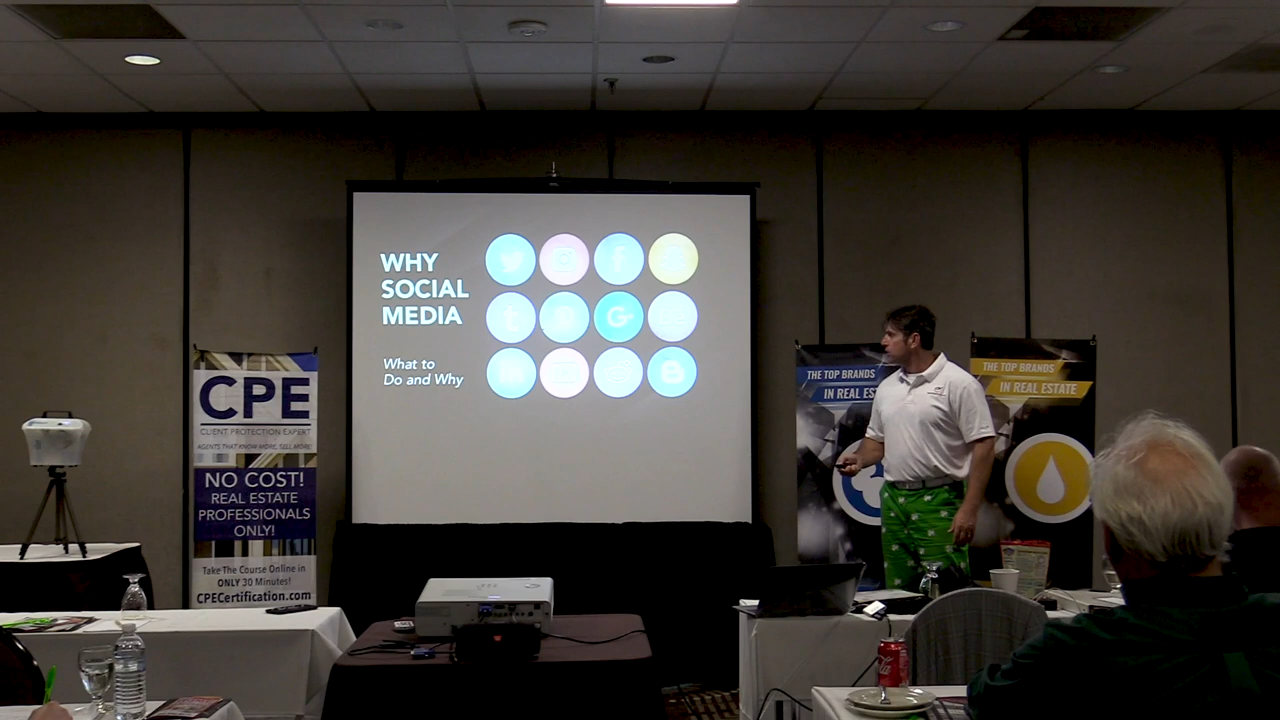 WHY
SOCIAL
MEDIA
What to
Do and Why
CPE
CLIENT PROTECTION EXPERT
AGENTS THAT KNOW MORE, SELL MORE!
NO COST!
REAL ESTATE
PROFESSIONALS
ONLY!
Take The Course Online in
ONLY 30 Minutes!
CPECertification.com
THE TOP BRANDS
IN REAL EST
THE TOP BRANDS
IN REAL ESTATE